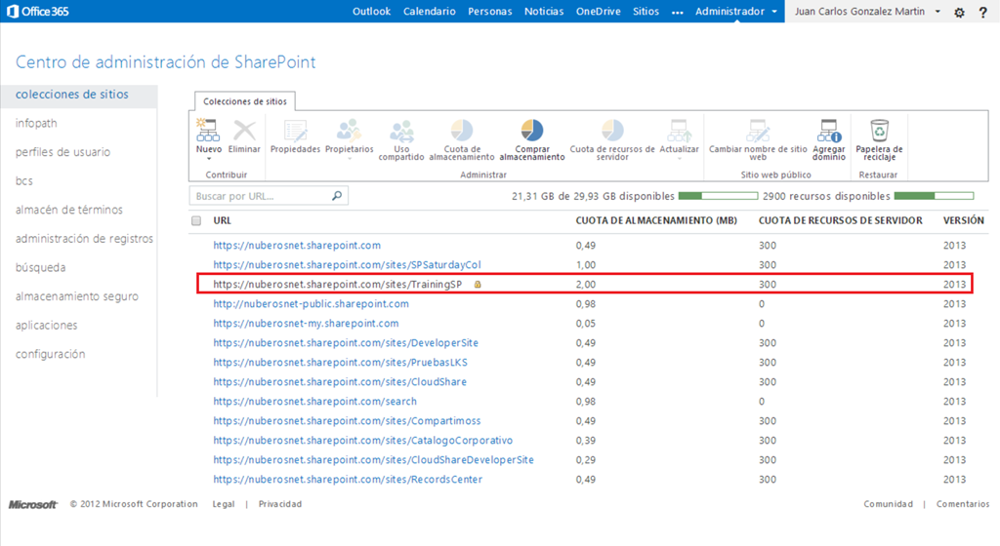 Office 365 Outlook Calendario Personas Noticias OneDrive Sitios ••• Administrador Juan Carlos Gonzalez Martin ?
Centro de administración de SharePoint
colecciones de sitios
infopath
perfiles de usuario
bcs
almacén de términos
administración de registros
búsqueda
almacenamiento seguro
aplicaciones
configuración
Colecciones de sitios
Nuevo
Eliminar
Contribuir
Propiedades
Propietarios
Uso
compartido
Cuota de
almacenamiento
Comprar
almacenamiento
Cuota de recursos de
servidor
Actualizar
Administrar
Cambiar nombre de sitio
web
Agregar
dominio
Sitio web público
Papelera de
reciclaje
Restaurar
Buscar por URL...
21,31 GB de 29,93 GB disponibles
2900 recursos disponibles
URL CUOTA DE ALMACENAMIENTO (MB) CUOTA DE RECURSOS DE SERVIDOR VERSIÓN
https://nuberosnet.sharepoint.com 0,49 300 2013
https://nuberosnet.sharepoint.com/sites/SPSaturdayCol 1,00 300 2013
https://nuberosnet.sharepoint.com/sites/TrainingSP 2,00 300 2013
http://nuberosnet-public.sharepoint.com 0,98 0 2013
https://nuberosnet-my.sharepoint.com 0,05 0 2013
https://nuberosnet.sharepoint.com/sites/DeveloperSite 0,49 300 2013
https://nuberosnet.sharepoint.com/sites/PruebasLKS 0,49 300 2013
https://nuberosnet.sharepoint.com/sites/CloudShare 0,49 300 2013
https://nuberosnet.sharepoint.com/search 0,98 0 2013
https://nuberosnet.sharepoint.com/sites/Compartimoss 0,49 300 2013
https://nuberosnet.sharepoint.com/sites/CatalogoCorporativo 0,39 300 2013
https://nuberosnet.sharepoint.com/sites/CloudShareDeveloperSite 0,29 300 2013
https://nuberosnet.sharepoint.com/sites/RecordsCenter 0,49 300 2013
Microsoft © 2012 Microsoft Corporation Legal | Privacidad Comunidad | Comentarios